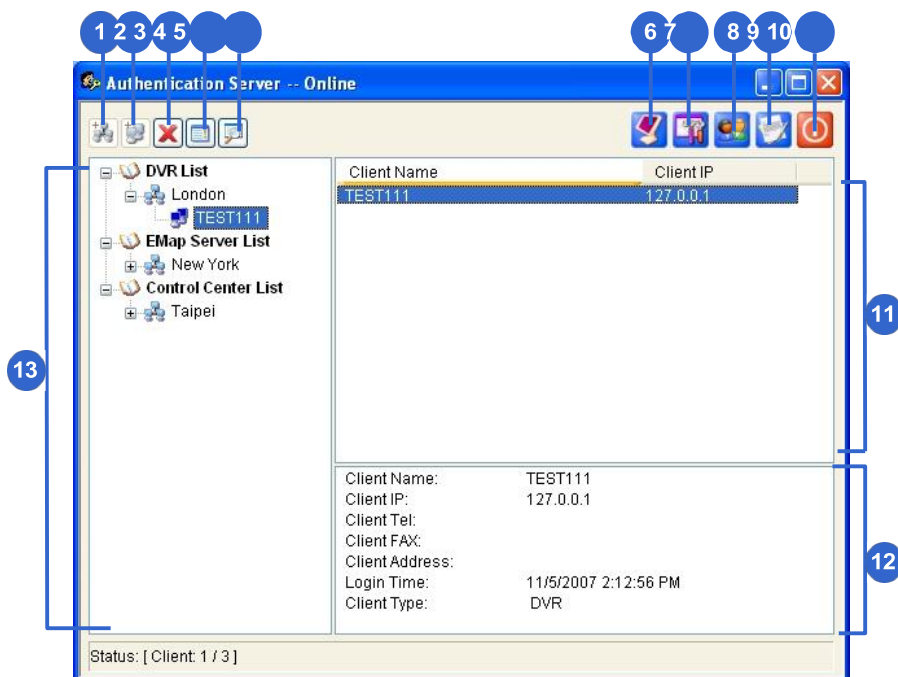 1 2 3 4 5 6 7 8 9 10
Authentication Server -- Online
DVR List
London
TEST111
EMap Server List
New York
Control Center List
Taipei
Client Name Client IP
TEST111 127.0.0.1
11
13
Client Name: TEST111
Client IP: 127.0.0.1
Client Tel:
Client FAX:
Client Address:
Login Time: 11/5/2007 2:12:56 PM
Client Type: DVR
12
Status: [ Client: 1 / 3 ]